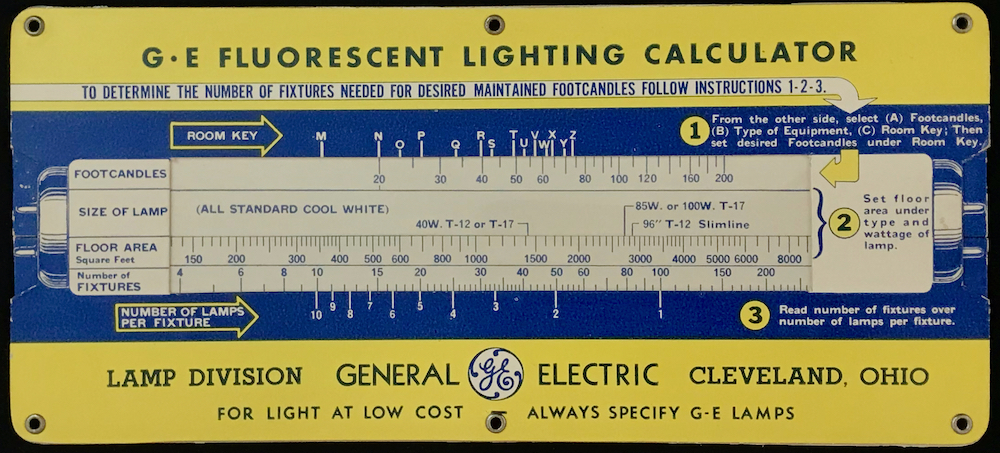 G·E FLUORESCENT LIGHTING CALCULATOR
TO DETERMINE THE NUMBER OF FIXTURES NEEDED FOR DESIRED MAINTAINED FOOTCANDLES FOLLOW INSTRUCTIONS 1-2-3.
ROOM KEY
M N O P Q R S T U V W X Y Z
1
From the other side, select (A) Footcandles,
(B) Type of Equipment, (C) Room Key; Then
set desired Footcandles under Room Key.
FOOTCANDLES
20 30 40 50 60 80 100 120 160 200
SIZE OF LAMP
(ALL STANDARD COOL WHITE)
85W. or 100W. T-17
40W. T-12 or T-17
96" T-12 Slimline
2
Set floor
area under
type and
wattage of
lamp.
FLOOR AREA
Square Feet
150 200 300 400 500 600 800 1000 1500 2000 3000 4000 5000 6000 8000
Number of
FIXTURES
4 6 8 10 15 20 30 40 50 60 80 100 150 200
NUMBER OF LAMPS
PER FIXTURE
10 9 8 7 6 5 4 3 2 1
3
Read number of fixtures over
number of lamps per fixture.
LAMP DIVISION GENERAL GE ELECTRIC CLEVELAND, OHIO
FOR LIGHT AT LOW COST — ALWAYS SPECIFY G-E LAMPS